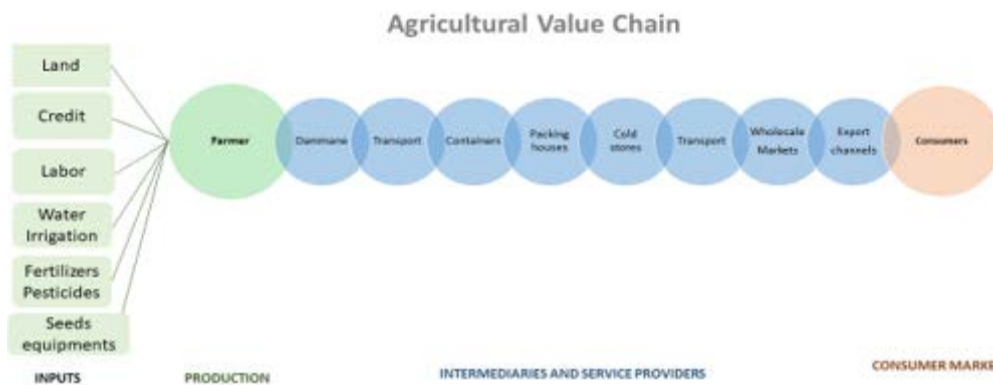 Agricultural Value Chain
Land
Credit
Labor
Water
Irrigation
Fertilizers
Pesticides
Seeds
equipments
Farmer
Dammane
Transport
Containers
Packing
houses
Cold
stores
Transport
Wholecale
Markets
Export
channels
Consumers
INPUTS
PRODUCTION
INTERMEDIARIES AND SERVICE PROVIDERS
CONSUMER MARKE